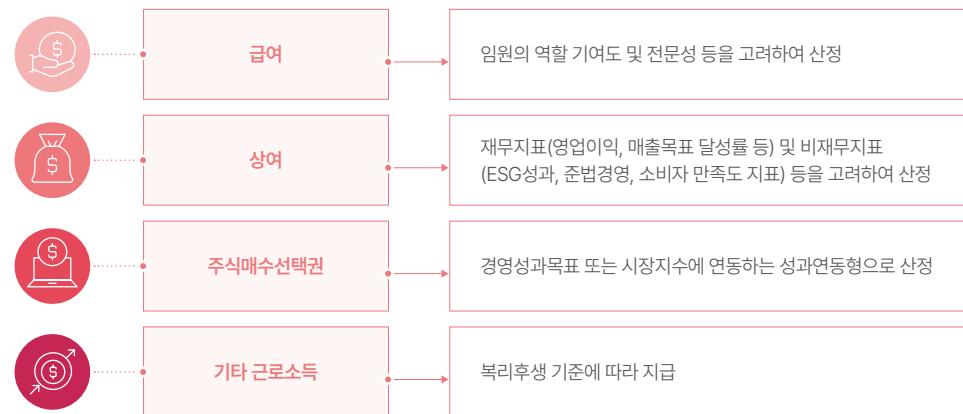 급여
임원의 역할 기여도 및 전문성 등을 고려하여 산정
상여
재무지표(영업이익, 매출목표 달성률 등) 및 비재무지표
(ESG성과, 준법경영, 소비자 만족도 지표) 등을 고려하여 산정
주식매수선택권
경영성과목표 또는 시장지수에 연동하는 성과연동형으로 산정
기타 근로소득
복리후생 기준에 따라 지급